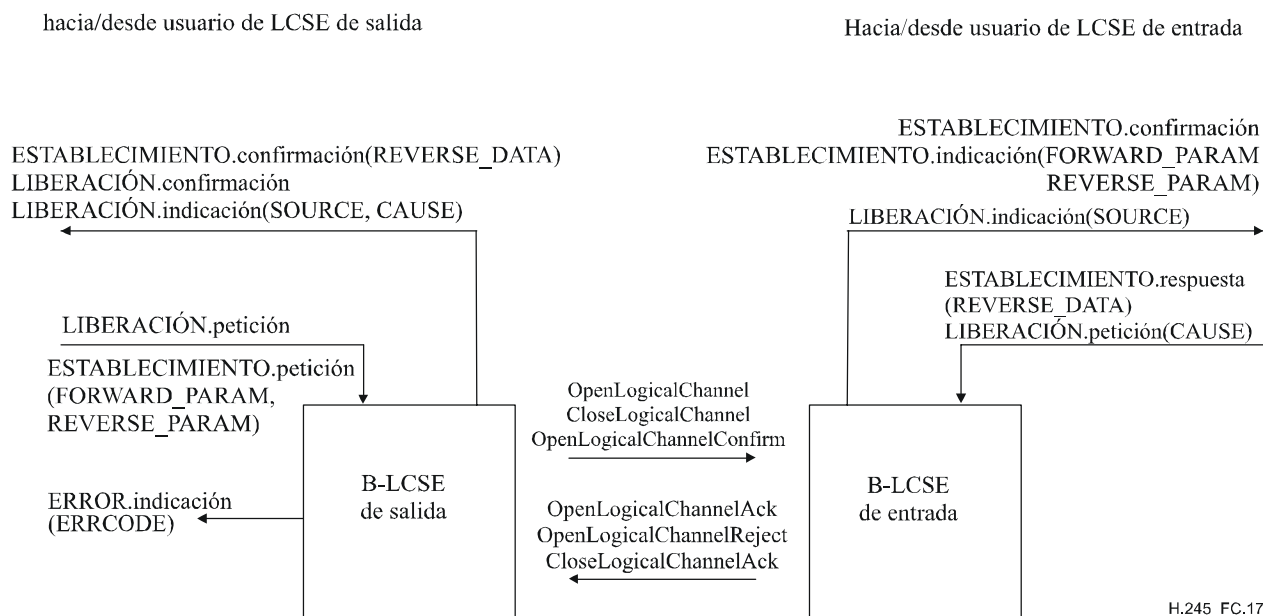 hacia/desde usuario de LCSE de salida
Hacia/desde usuario de LCSE de entrada
ESTABLECIMIENTO.confirmación(REVERSE_DATA)
LIBERACIÓN.confirmación
LIBERACIÓN.indicación(SOURCE, CAUSE)
ESTABLECIMIENTO.confirmación
ESTABLECIMIENTO.indicación(FORWARD_PARAM
REVERSE_PARAM)
LIBERACIÓN.indicación(SOURCE)
LIBERACIÓN.petición
ESTABLECIMIENTO.petición
(FORWARD_PARAM,
REVERSE_PARAM)
ESTABLECIMIENTO.respuesta
(REVERSE_DATA)
LIBERACIÓN.petición(CAUSE)
OpenLogicalChannel
CloseLogicalChannel
OpenLogicalChannelConfirm
B-LCSE
de salida
B-LCSE
de entrada
ERROR.indicación
(ERRCODE)
OpenLogicalChannelAck
OpenLogicalChannelReject
CloseLogicalChannelAck
H.245_FC.17